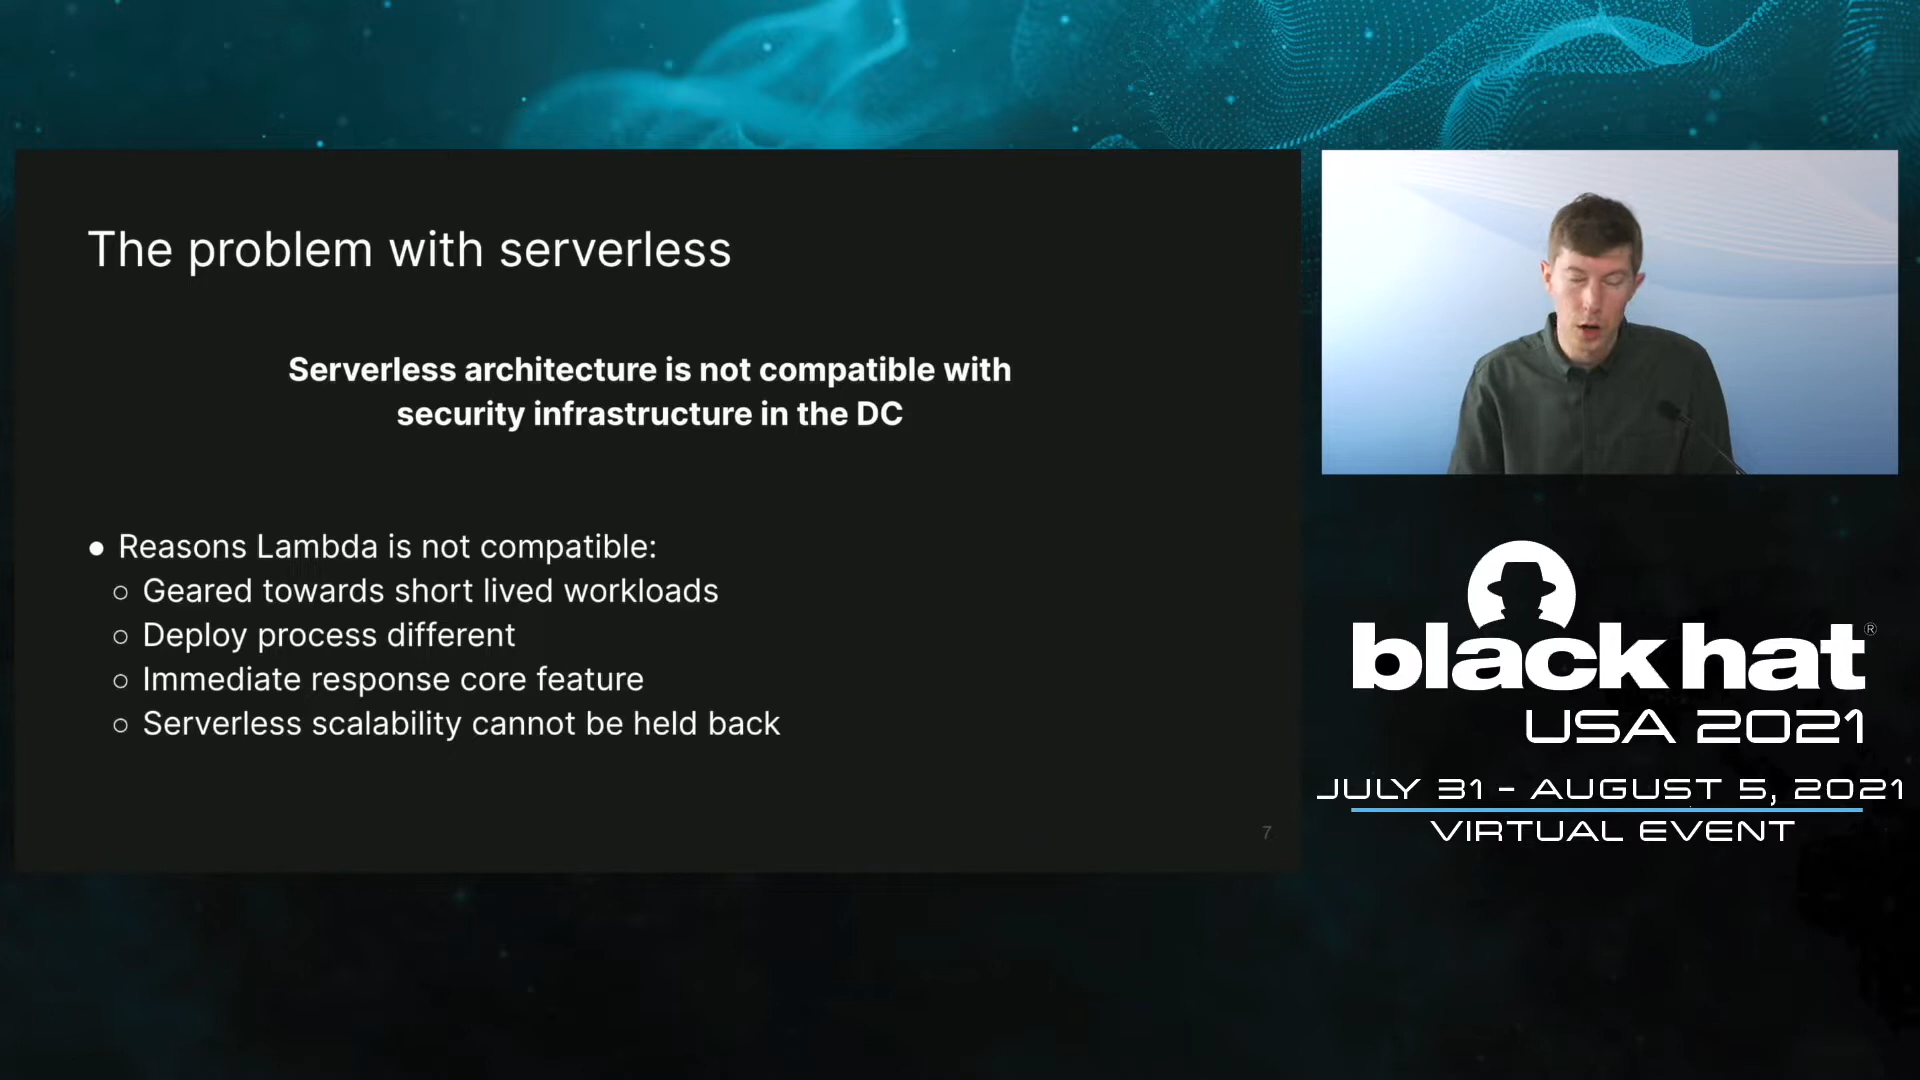 The problem with serverless
Serverless architecture is not compatible with
security infrastructure in the DC
● Reasons Lambda is not compatible:
○ Geared towards short lived workloads
○ Deploy process different
○ Immediate response core feature
○ Serverless scalability cannot be held back
7
black hat®
USA 2021
JULY 31 - AUGUST 5, 2021
VIRTUAL EVENT